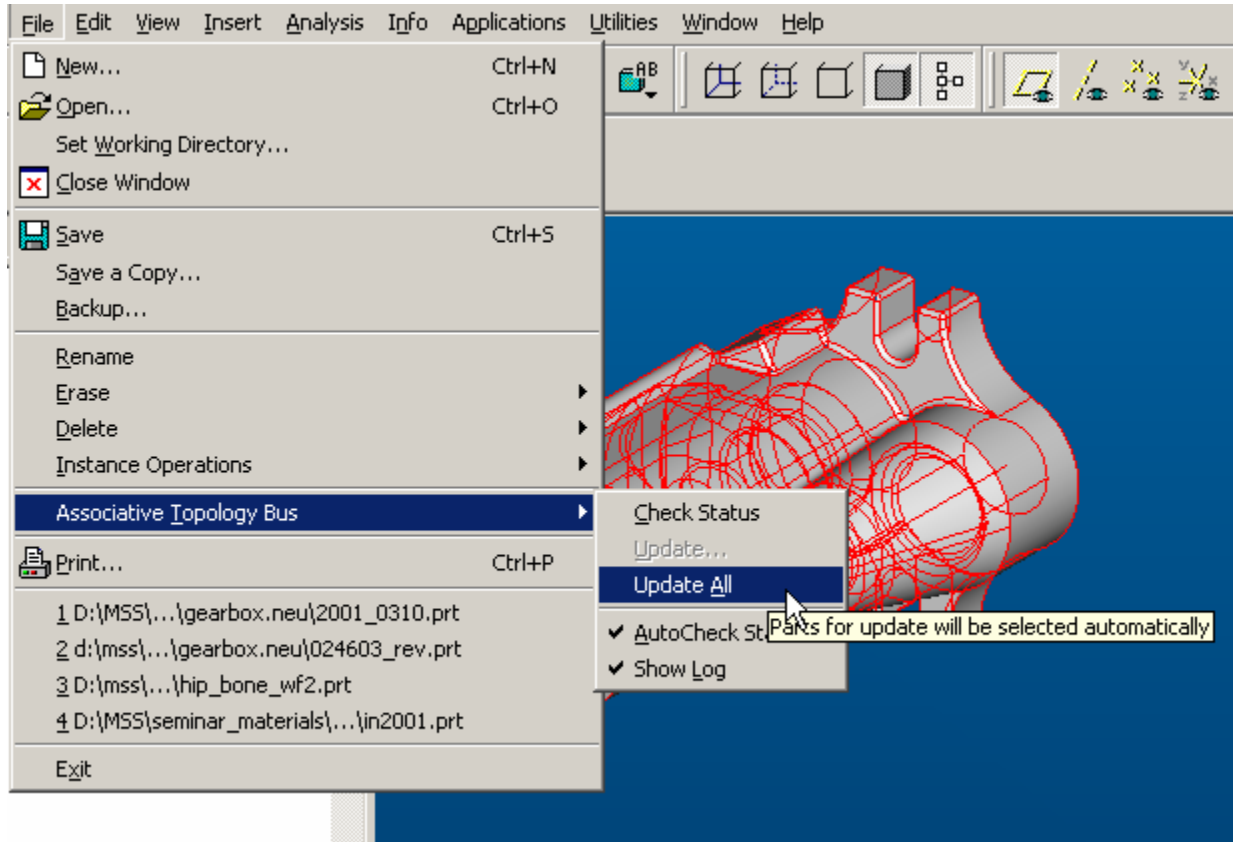 File Edit View Insert Analysis Info Applications Utilities Window Help
New... Ctrl+N
Open... Ctrl+O
Set Working Directory...
Close Window
Save Ctrl+S
Save a Copy...
Backup...
Rename
Erase
Delete
Instance Operations
Associative Topology Bus
Print... Ctrl+P
1 D:\MSS\...\gearbox.neu\2001_0310.prt
2 d:\mss\...\gearbox.neu\024603_rev.prt
3 D:\mss\...\hip_bone_wf2.prt
4 D:\MSS\seminar_materials\...\in2001.prt
Exit
Check Status
Update...
Update All
AutoCheck
Parts for update will be selected automatically
Show Log
AB